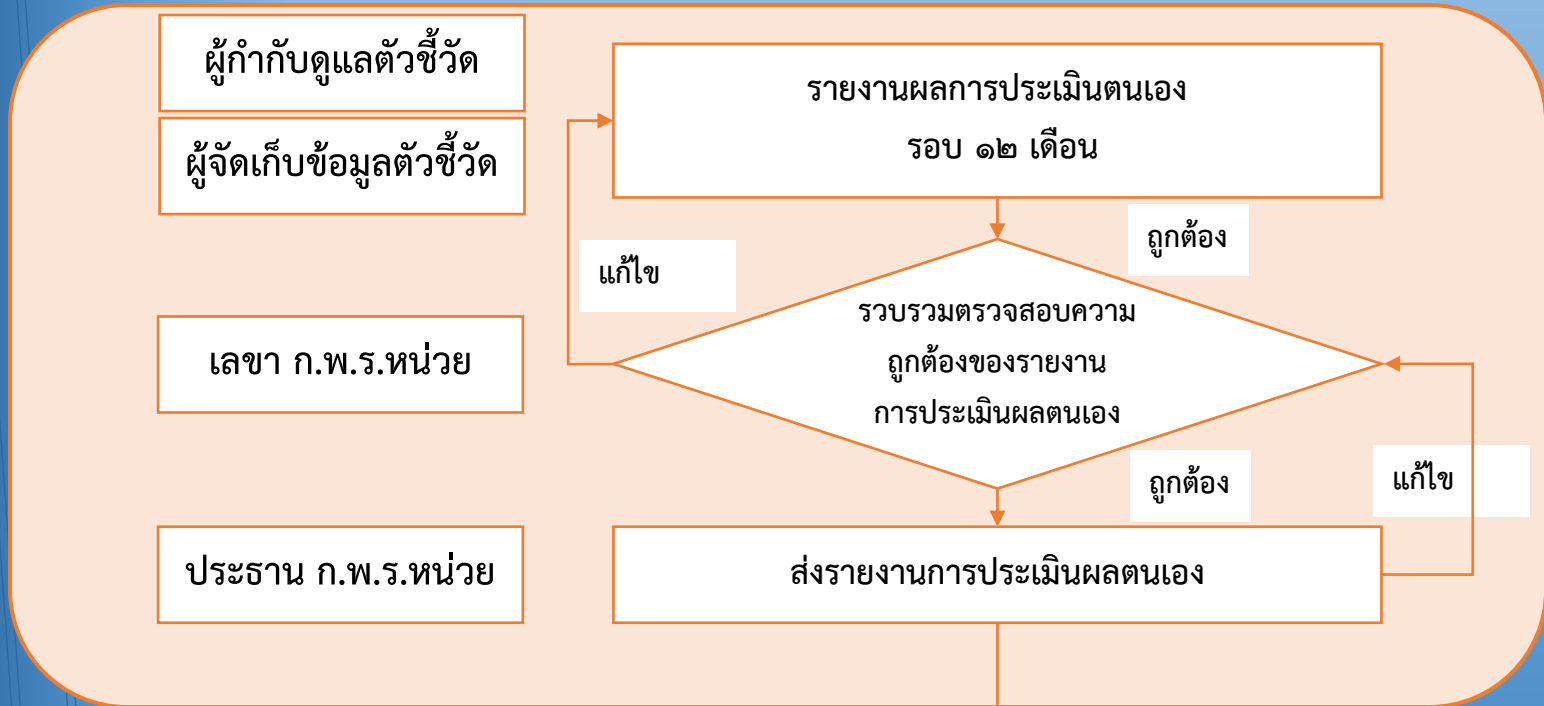 ผู้กำกับดูแลตัวชี้วัด
ผู้จัดเก็บข้อมูลตัวชี้วัด
รายงานผลการประเมินตนเอง
รอบ ๑๒ เดือน
ถูกต้อง
แก้ไข
เลขา ก.พ.ร.หน่วย
รวบรวมตรวจสอบความ
ถูกต้องของรายงาน
การประเมินผลตนเอง
ถูกต้อง
แก้ไข
ประธาน ก.พ.ร.หน่วย
ส่งรายงานการประเมินผลตนเอง